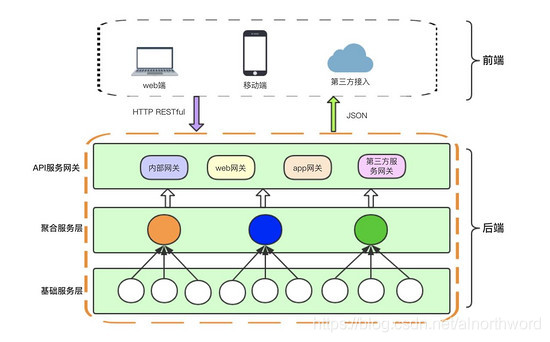 web端
移动端
第三方接入
前端
HTTP RESTful
JSON
API服务网关
内部网关
web网关
app网关
第三方服
务网关
聚合服务层
后端
基础服务层
https://blog.csdn.net/alnorthword